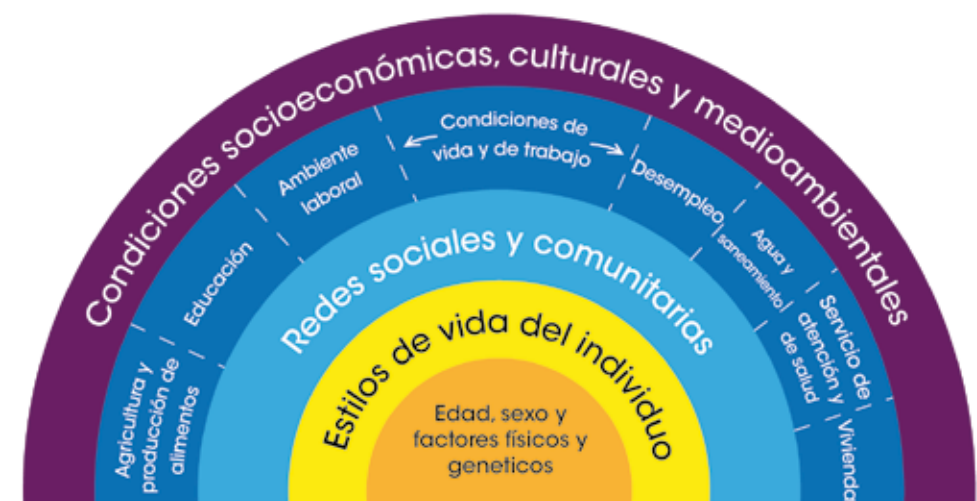 Condiciones socioeconómicas, culturales y medioambientales
Agricultura y
producción de
alimentos
Educación
Ambiente
laboral
Condiciones de
vida y de trabajo
Desempleo
Agua y
saneamiento
Servicio de
atención y
de salud
Vivienda
Redes sociales y comunitarias
Estilos de vida del individuo
Edad, sexo y
factores físicos y
geneticos